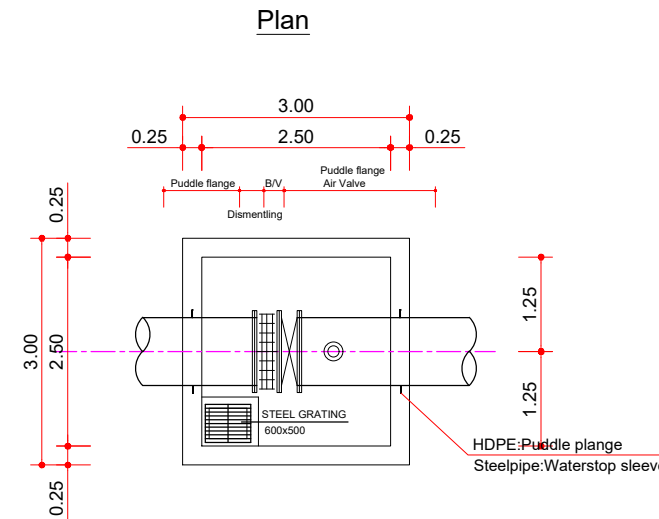 Plan
3.00
0.25 2.50 0.25
Puddle flange
Puddle flange B/V Air Valve
Dismentling
0.25
3.00
2.50
0.25
1.25
1.25
STEEL GRATING
600x500
HDPE:Puddle plange
Steelpipe:Waterstop sleeve